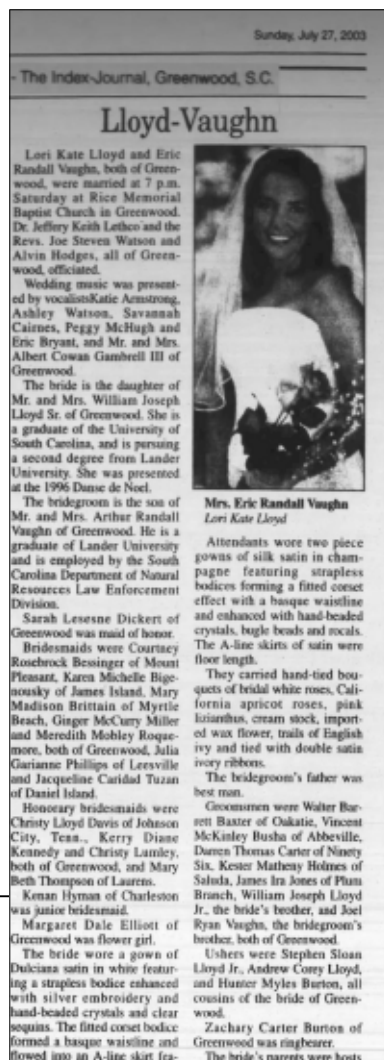 Sunday, July 27, 2003
- The Index-Journal, Greenwood, S.C.
Lloyd-Vaughn
Lori Kate Lloyd and Eric
Randall Vaughn, both of Green-
wood, were married at 7 p.m.
Saturday at Rice Memorial
Baptist Church in Greenwood.
Dr. Jeffery Keith Lethco and the
Revs. Joe Steven Watson and
Alvin Hodges, all of Green-
wood, officiated.
Wedding music was present-
ed by vocalistsKatie Armstrong,
Ashley Watson, Savannah
Cairnes, Peggy McHugh and
Eric Bryant, and Mr. and Mrs.
Albert Cowan Gambrell III of
Greenwood.
The bride is the daughter of
Mr. and Mrs. William Joseph
Lloyd Sr. of Greenwood. She is
a graduate of the University of
South Carolina, and is pursuing
a second degree from Lander
University. She was presented
at the 1996 Danse de Noel.
The bridegroom is the son of
Mr. and Mrs. Arthur Randall
Vaughn of Greenwood. He is a
graduate of Lander University
and is employed by the South
Carolina Department of Natural
Resources Law Enforcement
Division.
Sarah Lesesne Dickert of
Greenwood was maid of honor.
Bridesmaids were Courtney
Rosebrock Bessinger of Mount
Pleasant, Karen Michelle Bige-
nousky of James Island, Mary
Madison Brittain of Myrtle
Beach, Ginger McCurry Miller
and Meredith Mobley Roque-
more, both of Greenwood, Julia
Garianne Phillips of Leesville
and Jacqueline Caridad Tuzan
of Daniel Island.
Honorary bridesmaids were
Christy Lloyd Davis of Johnson
City, Tenn., Kerry Diane
Kennedy and Christy Lumley,
both of Greenwood, and Mary
Beth Thompson of Laurens.
Kenan Hyman of Charleston
was junior bridesmaid.
Margaret Dale Elliott of
Greenwood was flower girl.
The bride wore a gown of
Dulciana satin in white featur-
ing a strapless bodice enhanced
with silver embroidery and
hand-beaded crystals and clear
sequins. The fitted corset bodice
formed a basque waistline and
flowed into an A-line skirt fea-
Mrs. Eric Randall Vaughn
Lori Kate Lloyd
Attendants wore two piece
gowns of silk satin in cham-
pagne featuring strapless
bodices forming a fitted corset
effect with a basque waistline
and enhanced with hand-beaded
crystals, bugle beads and rocals.
The A-line skirts of satin were
floor length.
They carried hand-tied bou-
quets of bridal white roses, Cali-
fornia apricot roses, pink
lizianthus, cream stock, import-
ed wax flower, trails of English
ivy and tied with double satin
ivory ribbons.
The bridegroom's father was
best man.
Groomsmen were Walter Bar-
rett Baxter of Oakatie, Vincent
McKinley Busha of Abbeville,
Darren Thomas Carter of Ninety
Six, Kester Matheny Holmes of
Saluda, James Ira Jones of Plum
Branch, William Joseph Lloyd
Jr., the bride's brother, and Joel
Ryan Vaughn, the bridegroom's
brother, both of Greenwood.
Ushers were Stephen Sloan
Lloyd Jr., Andrew Corey Lloyd,
and Hunter Myles Burton, all
cousins of the bride of Green-
wood.
Zachary Carter Burton of
Greenwood was ringbearer.
The bride's parents were hosts